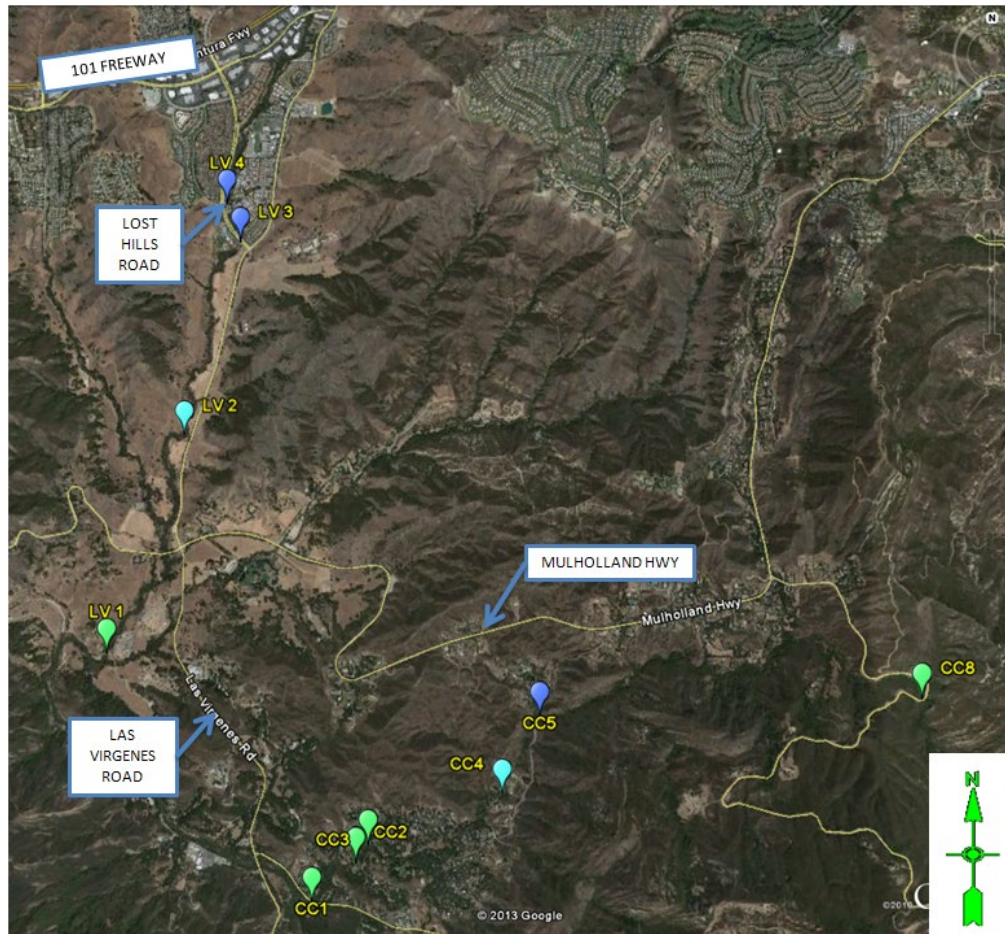 N
ntura Fwy
101 FREEWAY
LV 4
LV 3
LOST
HILLS
ROAD
LV 2
MULHOLLAND HWY
Mulholland Hwy
LV 1
CC8
Las Virgenes Rd
CC5
LAS
VIRGENES
ROAD
CC4
N
CC2
CC3
CC1
© 2013 Google